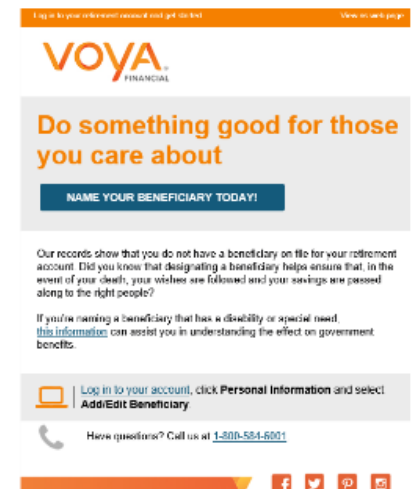 Log in to your retirement account and get started
View as web page
VOYA
FINANCIAL
Do something good for those
you care about
NAME YOUR BENEFICIARY TODAY!
Our records show that you do not have a beneficiary on file for your retirement
account. Did you know that designating a beneficiary helps ensure that, in the
event of your death, your wishes are followed and your savings are passed
along to the right people?
If you're naming a beneficiary that has a disability or special need,
this information can assist you in understanding the effect on government
benefits.
Log in to your account, click Personal Information and select
Add/Edit Beneficiary
Have questions? Call us at 1-800-584-6001